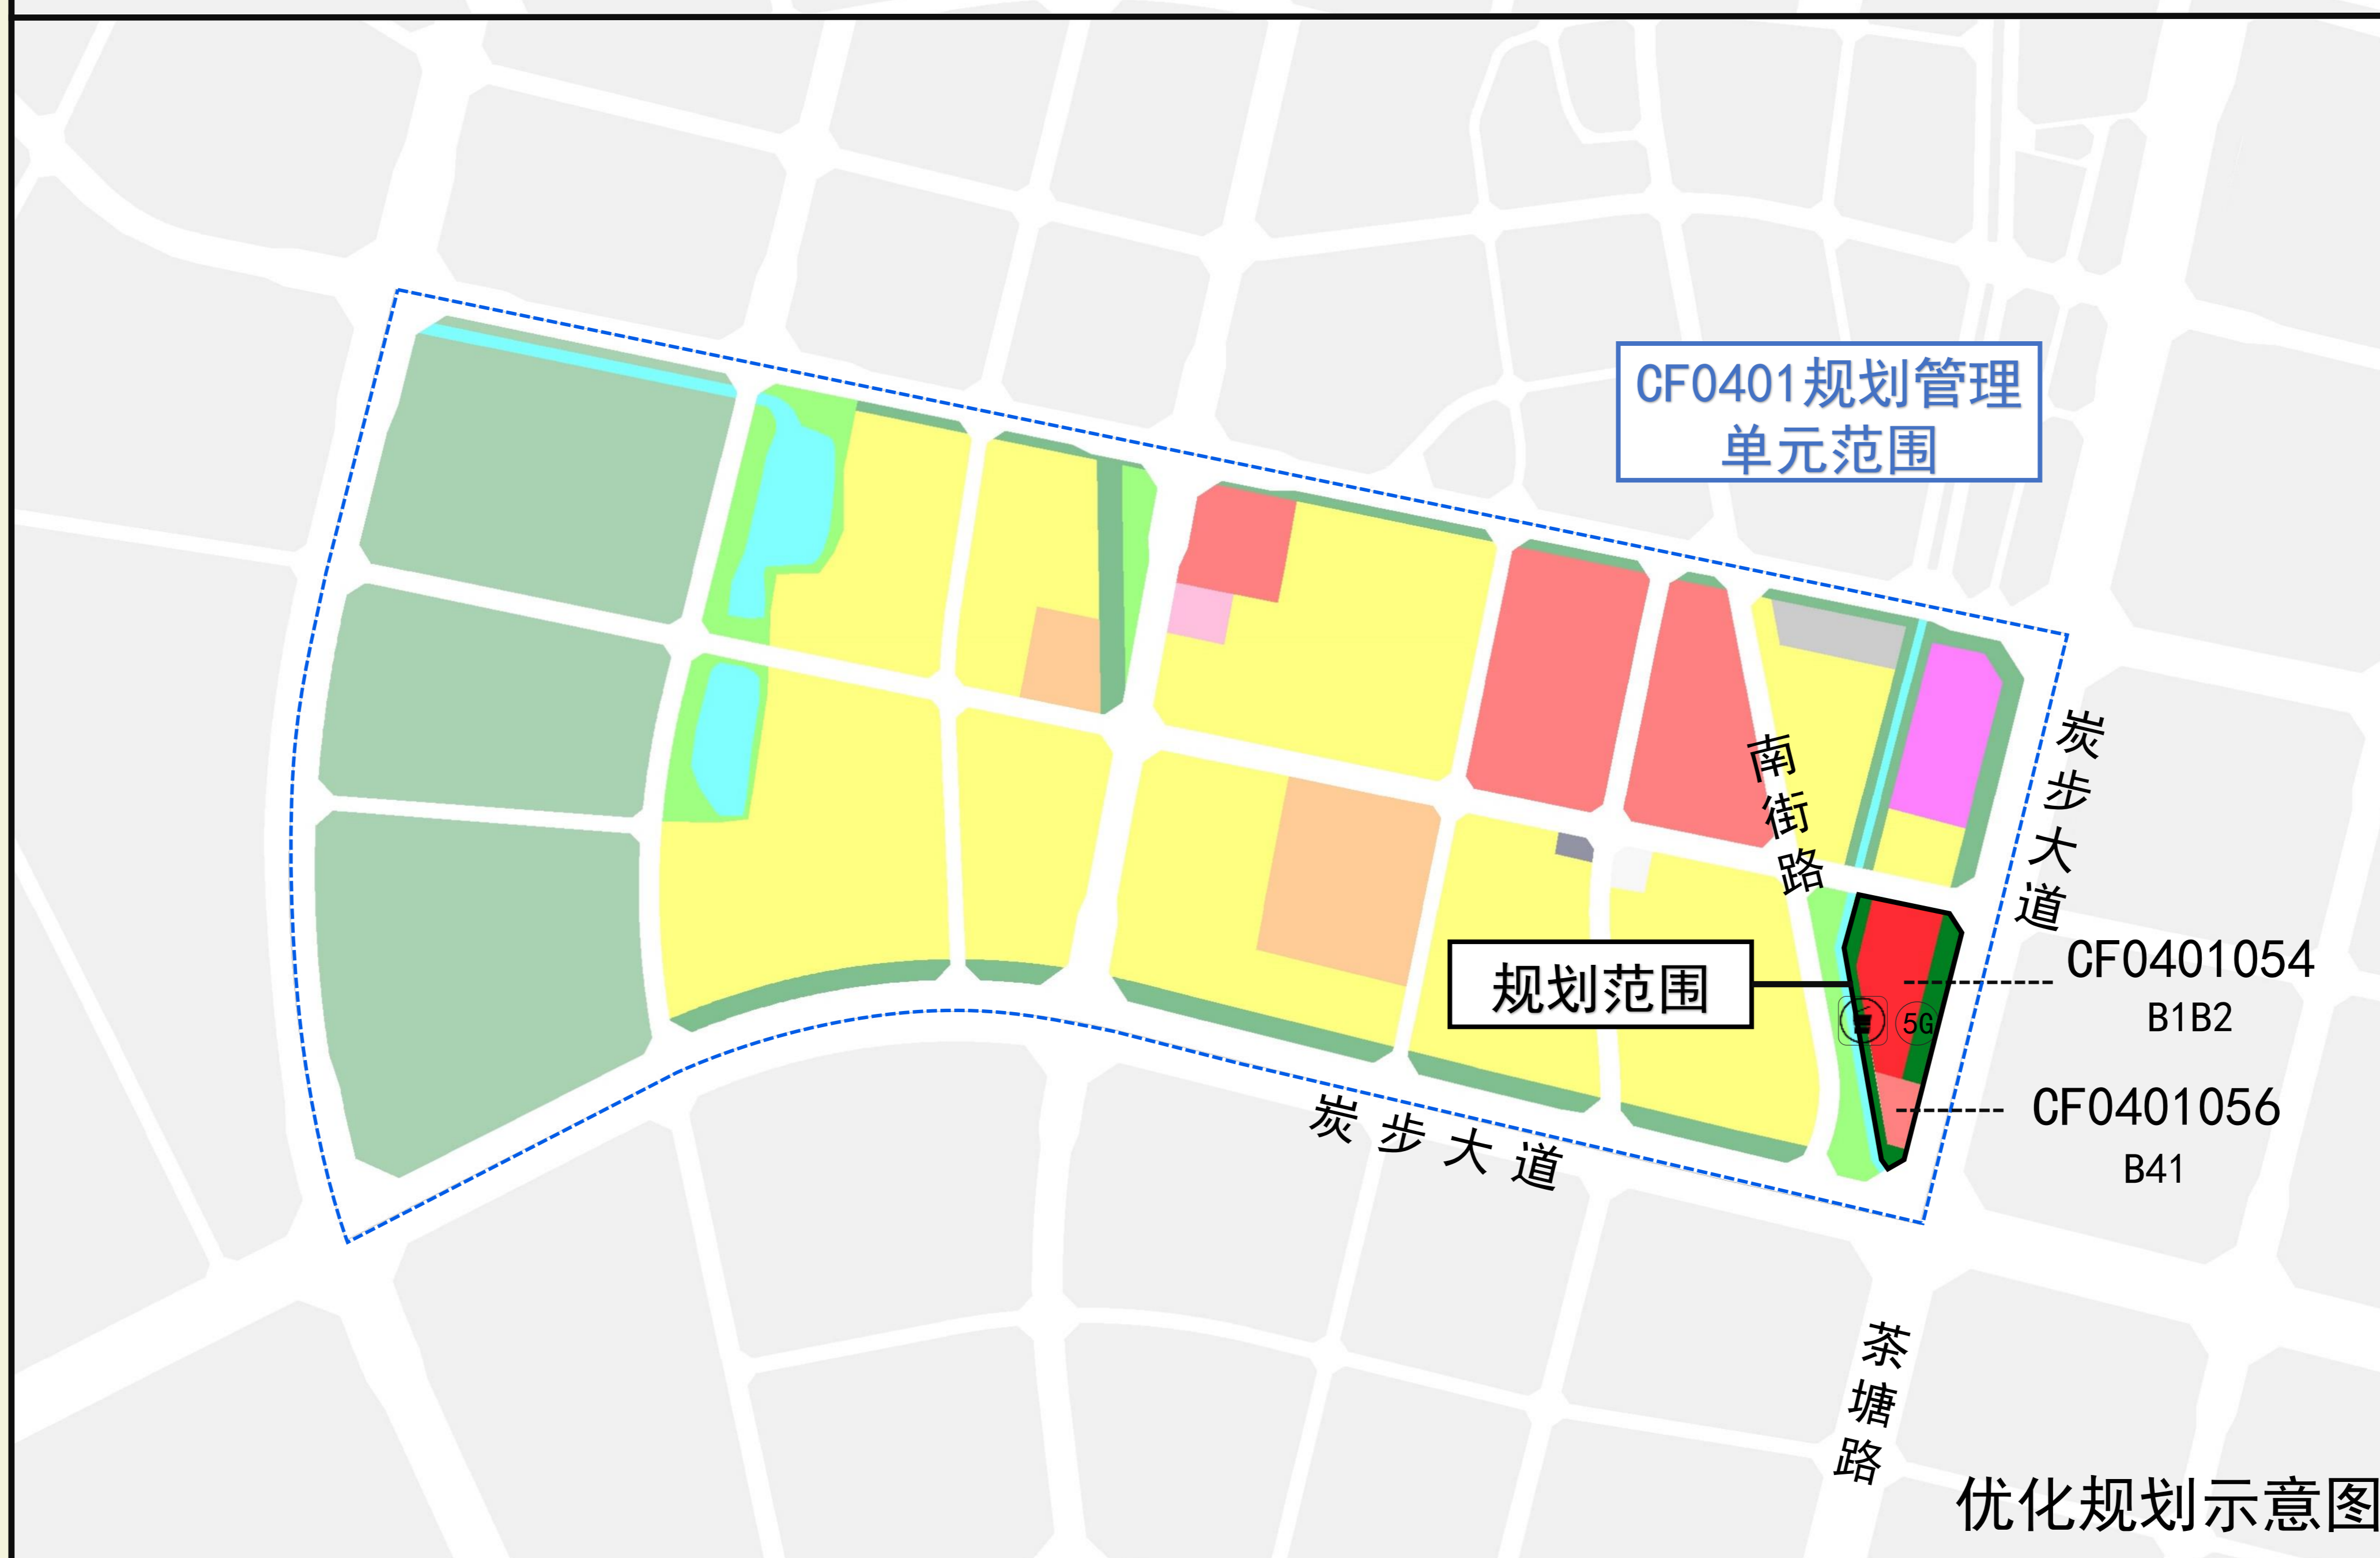 CF0401规划管理
单元范围
南街路
炭步大道
规划范围
CF0401054
B1B2
5G
CF0401056
B41
炭步大道
茶塘路
优化规划示意图